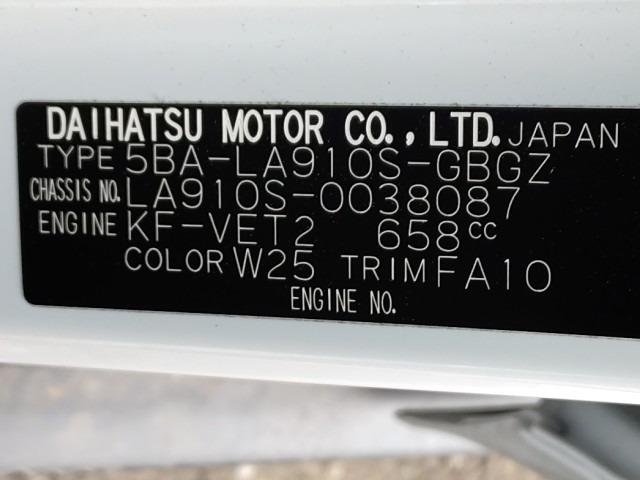 DAIHATSU MOTOR CO., LTD. JAPAN
TYPE 5BA-LA910S-GBGZ
CHASSIS NO. LA910S-0038087
ENGINE KF-VET2 658cc
COLOR W25 TRIM FA10
ENGINE NO.